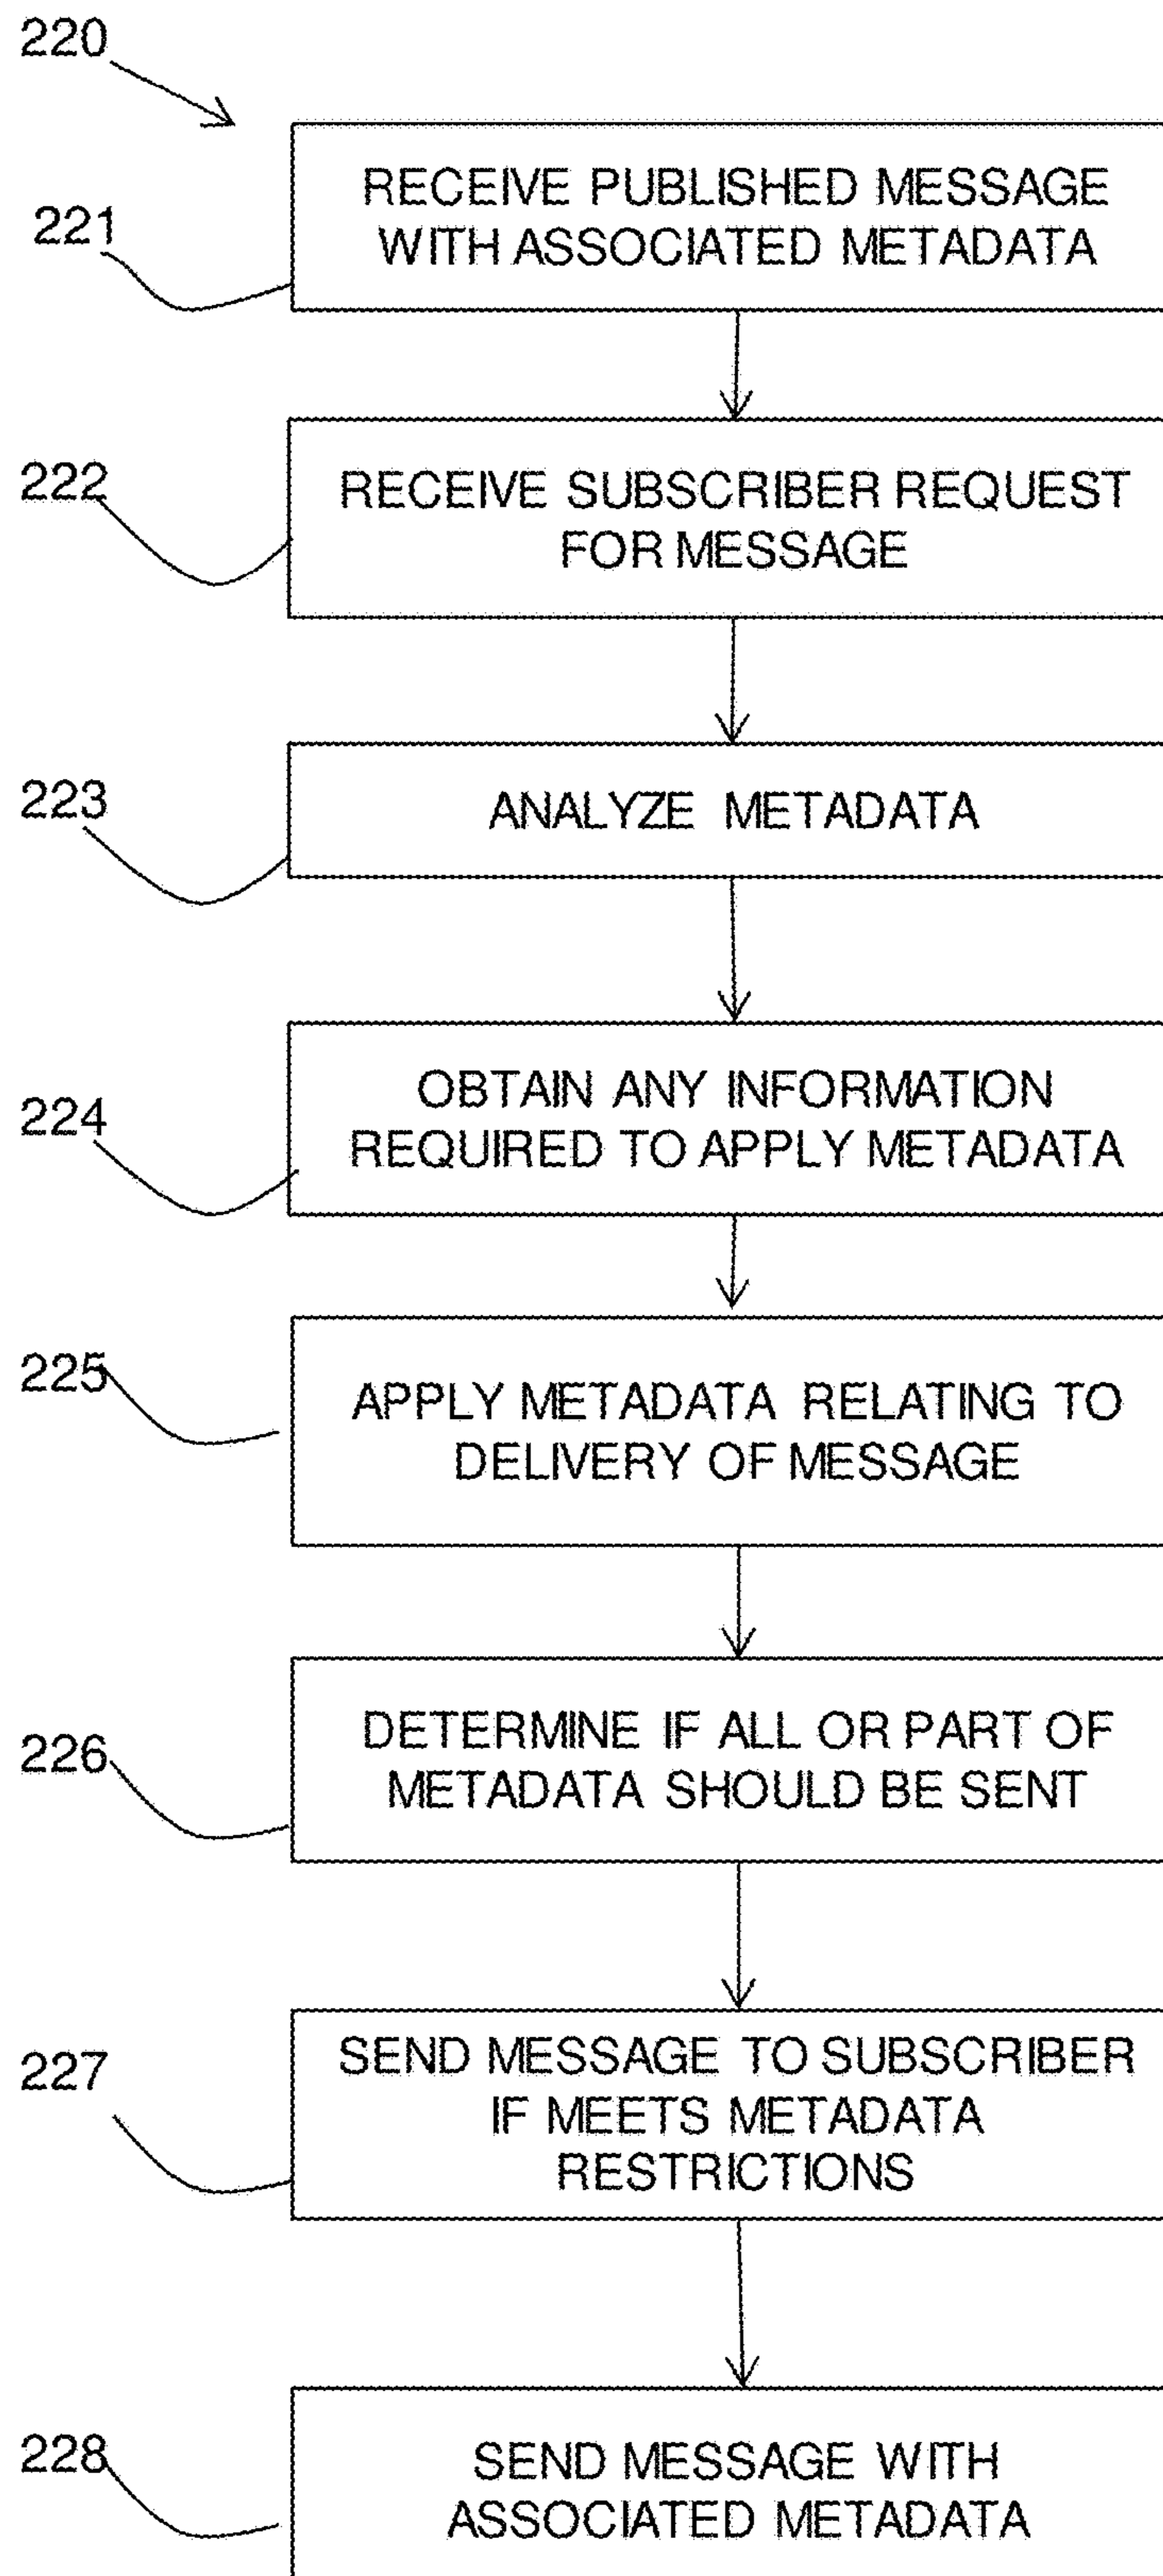 220
221
RECEIVE PUBLISHED MESSAGE
WITH ASSOCIATED METADATA
222
RECEIVE SUBSCRIBER REQUEST
FOR MESSAGE
223
ANALYZE METADATA
224
OBTAIN ANY INFORMATION
REQUIRED TO APPLY METADATA
225
APPLY METADATA RELATING TO
DELIVERY OF MESSAGE
226
DETERMINE IF ALL OR PART OF
METADATA SHOULD BE SENT
227
SEND MESSAGE TO SUBSCRIBER
IF MEETS METADATA
RESTRICTIONS
228
SEND MESSAGE WITH
ASSOCIATED METADATA